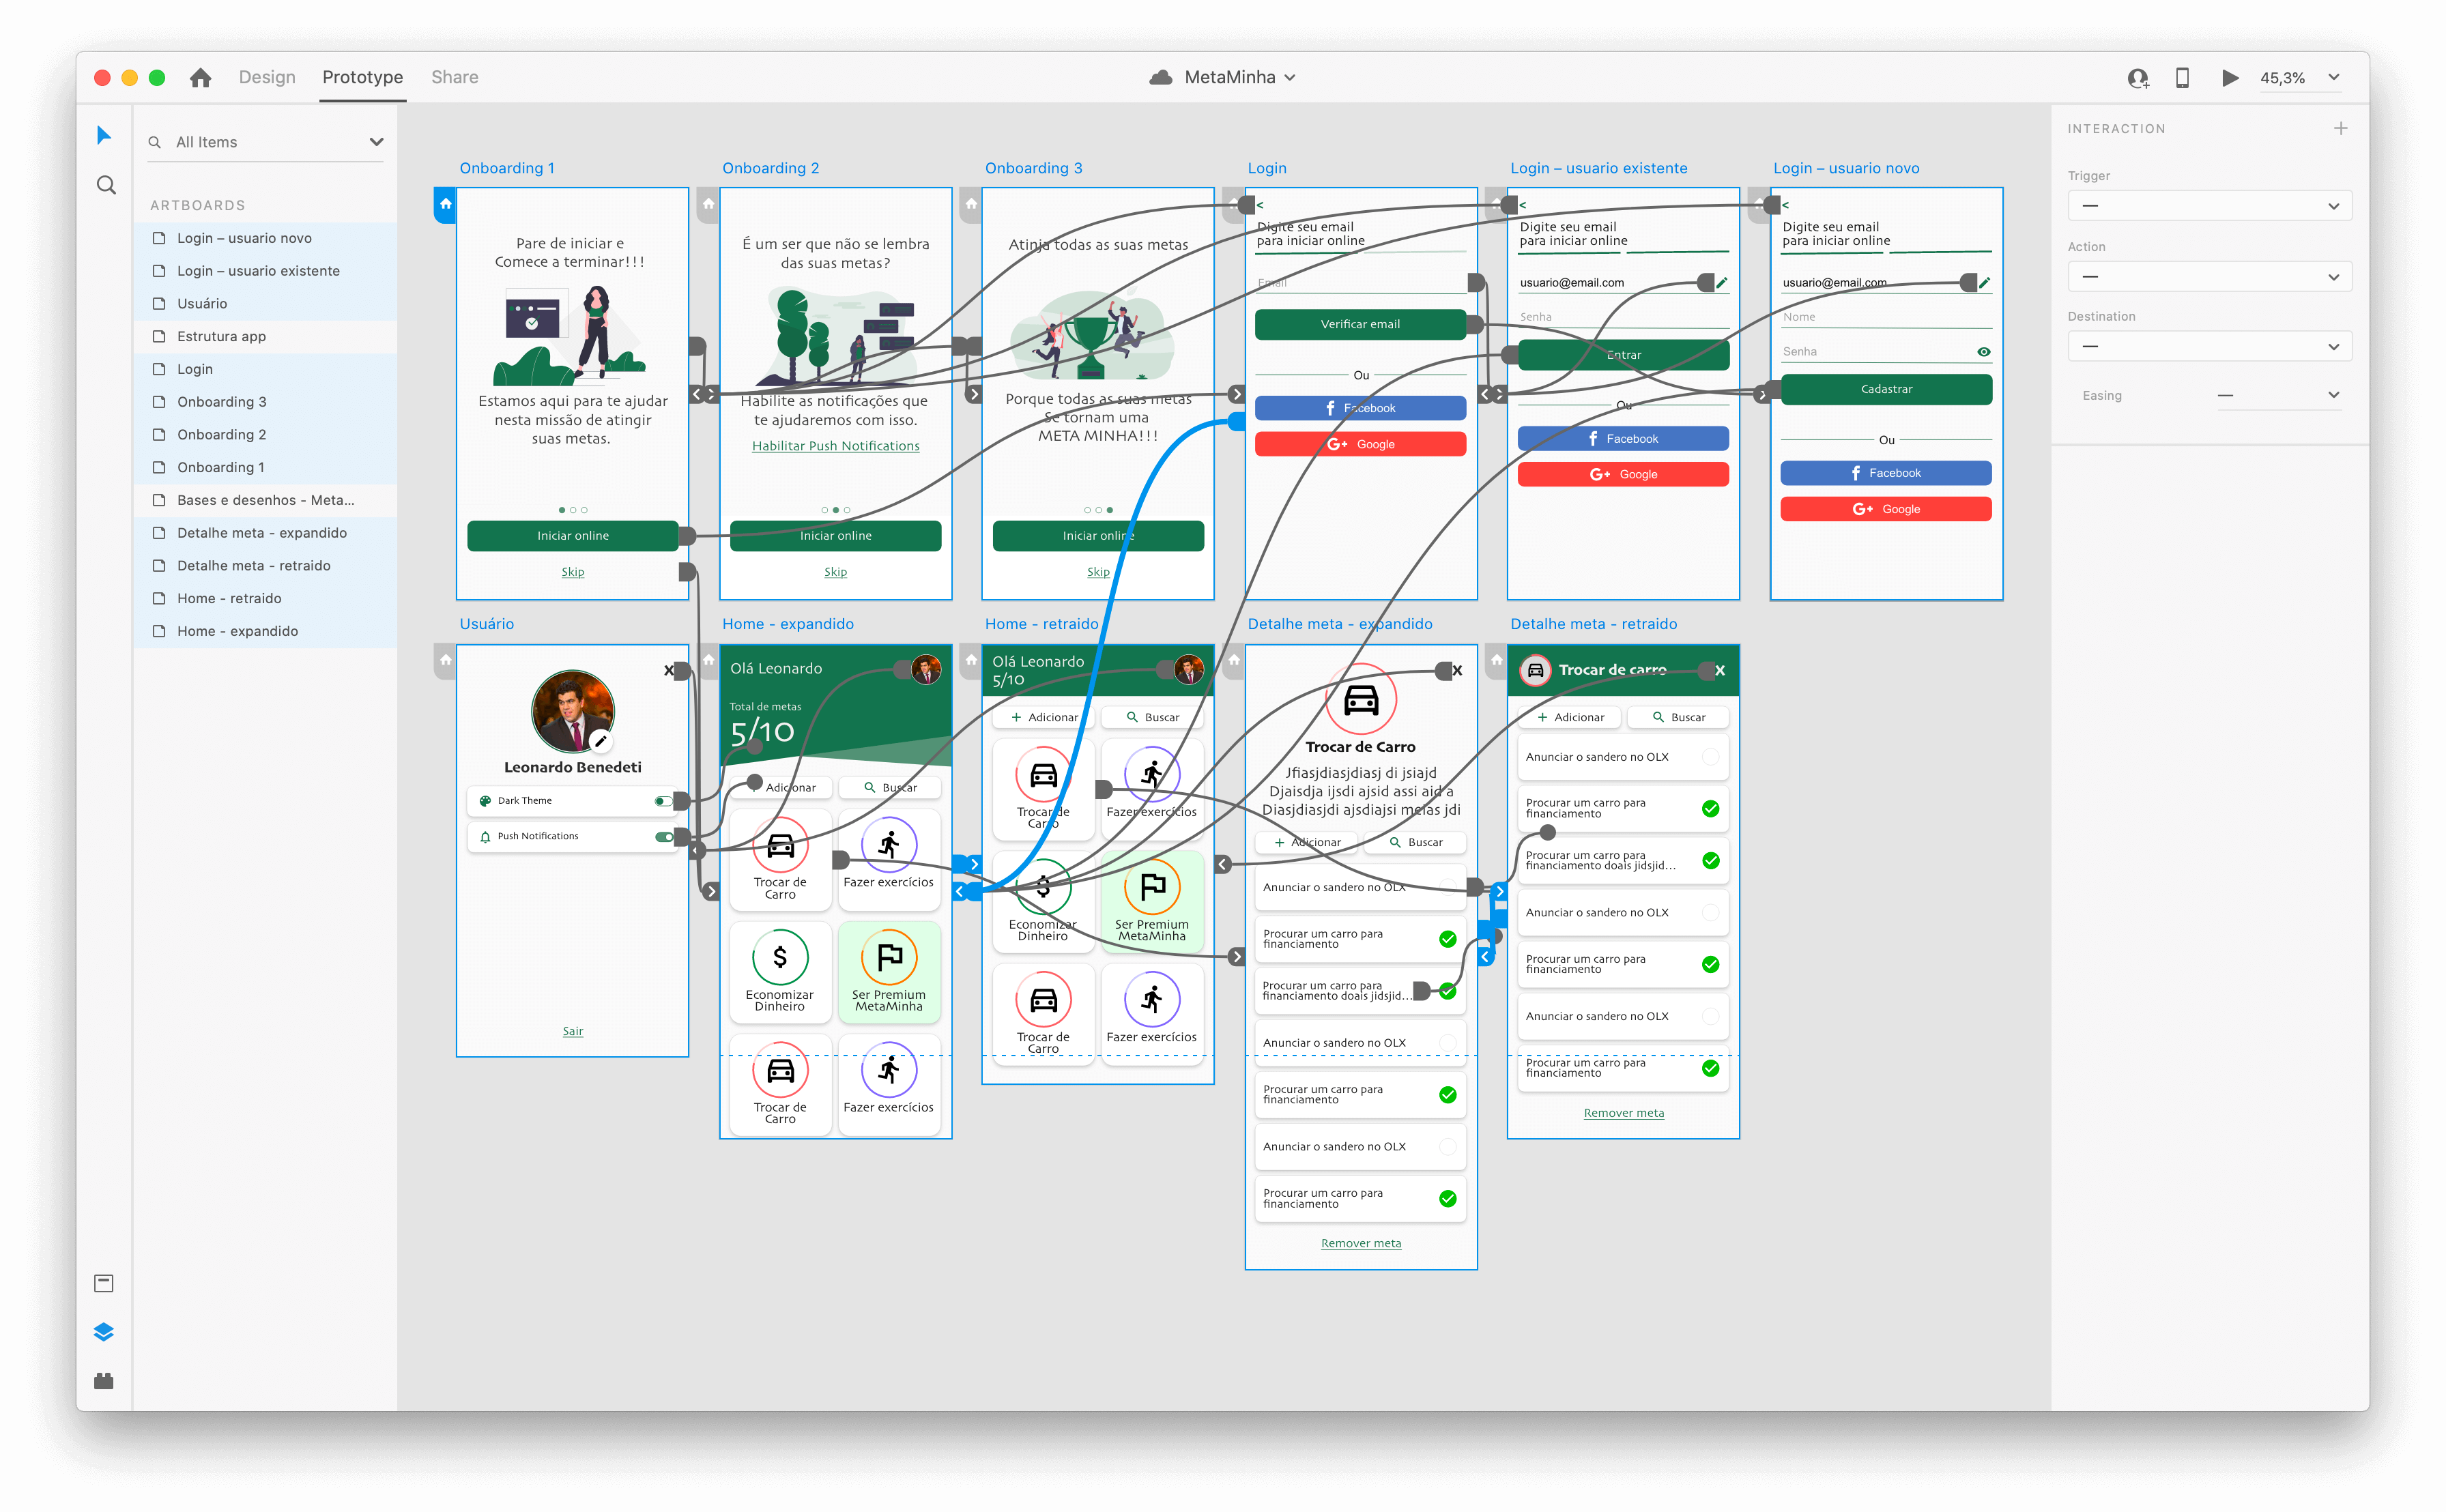 Design Prototype Share
MetaMinha
45,3%
All Items
ARTBOARDS
Login – usuario novo
Login – usuario existente
Usuário
Estrutura app
Login
Onboarding 3
Onboarding 2
Onboarding 1
Bases e desenhos - Meta...
Detalhe meta - expandido
Detalhe meta - retraido
Home - retraido
Home - expandido
INTERACTION
Trigger
—
Action
—
Destination
—
Easing —
Onboarding 1
Pare de iniciar e
Comece a terminar!!!
Estamos aqui para te ajudar
nesta missão de atingir
suas metas.
Iniciar online
Skip
Onboarding 2
É um ser que não se lembra
das suas metas?
Habilite as notificações que
te ajudaremos com isso.
Habilitar Push Notifications
Iniciar online
Skip
Onboarding 3
Atinja todas as suas metas
Porque todas as suas metas
Se tornam uma
META MINHA!!!
Iniciar online
Skip
Login
<
Digite seu email
para iniciar online
Email
Verificar email
Ou
Facebook
G+ Google
Login – usuario existente
<
Digite seu email
para iniciar online
usuario@email.com
Senha
Entrar
Ou
Facebook
G+ Google
Login – usuario novo
<
Digite seu email
para iniciar online
usuario@email.com
Nome
Senha
Cadastrar
Ou
Facebook
G+ Google
Usuário
X
Leonardo Benedeti
Dark Theme
Push Notifications
Sair
Home - expandido
Olá Leonardo
Total de metas
5/10
Adicionar Buscar
Trocar de
Carro
Fazer exercícios
Economizar
Dinheiro
Ser Premium
MetaMinha
Trocar de
Carro
Fazer exercícios
Home - retraido
Olá Leonardo
5/10
+ Adicionar Buscar
Trocar de
Carro
Fazer exercícios
Economizar
Dinheiro
Ser Premium
MetaMinha
Trocar de
Carro
Fazer exercícios
Detalhe meta - expandido
X
Trocar de Carro
Jfiasjdiasjdiasj di jsiajd
Djaisdja ijsdi ajsid assi aid a
Diasjdiasjdi ajsdiajsi meias jdi
+ Adicionar Buscar
Anunciar o sandero no OLX
Procurar um carro para
financiamento
Procurar um carro para
financiamento doais jidsjid...
Anunciar o sandero no OLX
Procurar um carro para
financiamento
Anunciar o sandero no OLX
Procurar um carro para
financiamento
Remover meta
Detalhe meta - retraido
Trocar de carro X
+ Adicionar Buscar
Anunciar o sandero no OLX
Procurar um carro para
financiamento
Procurar um carro para
financiamento doais jidsjid...
Anunciar o sandero no OLX
Procurar um carro para
financiamento
Anunciar o sandero no OLX
Procurar um carro para
financiamento
Remover meta